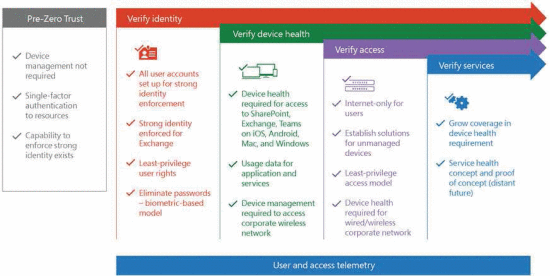 Pre-Zero Trust
Device
management not
required
Single-factor
authentication to
resources
Capability to
enforce strong
identity exists
Verify identity
All user accounts
set up for strong
identity
enforcement
Strong identity
enforced for
Exchange
Least-privilege
user rights
Eliminate passwords
– biometric-based
model
Verify device health
Device health
required for access
to SharePoint,
Exchange, Teams
on iOS, Android,
Mac, and Windows
Usage data for
application and
services
Device management
required to access
corporate wireless
network
Verify access
Internet-only for
users
Establish solutions
for unmanaged
devices
Least-privilege
access model
Device health
required for
wired/wireless
corporate network
Verify services
Grow coverage in
device health
requirement
Service health
concept and proof
of concept (distant
future)
User and access telemetry